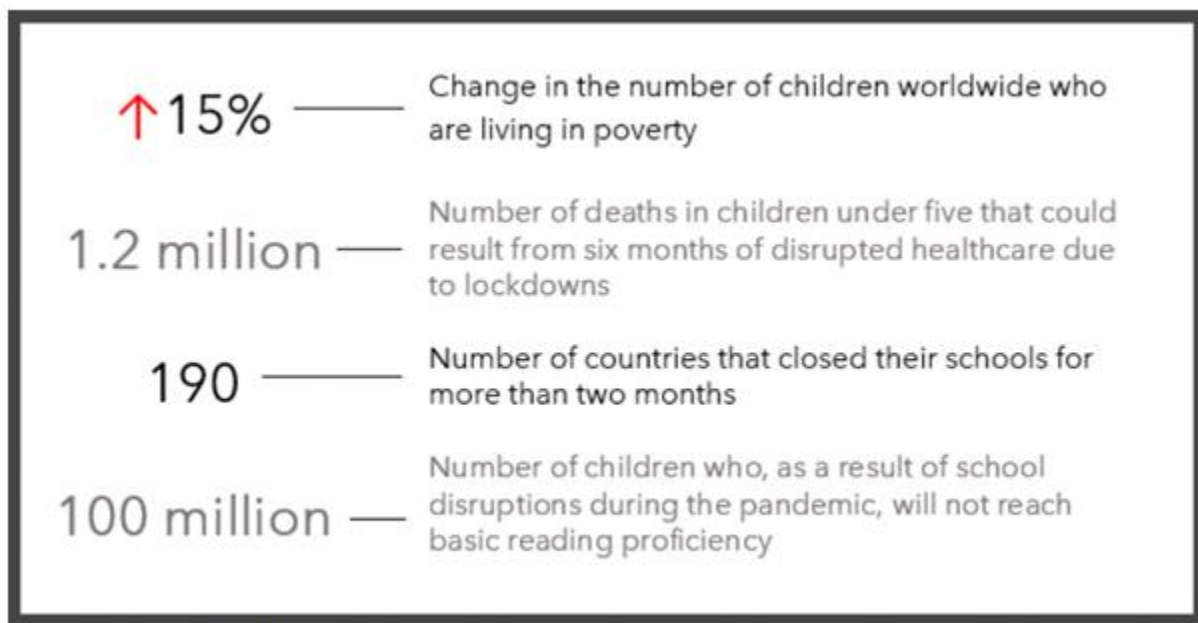 ↑15%
Change in the number of children worldwide who
are living in poverty
1.2 million
Number of deaths in children under five that could
result from six months of disrupted healthcare due
to lockdowns
190
Number of countries that closed their schools for
more than two months
100 million
Number of children who, as a result of school
disruptions during the pandemic, will not reach
basic reading proficiency